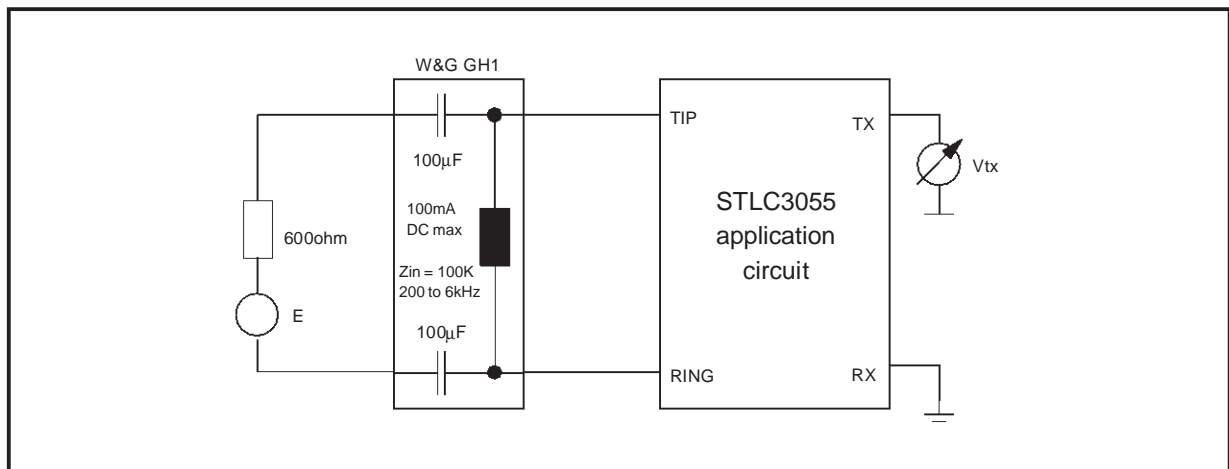 W&G GH1
TIP
TX
100μF
Vtx
100mA
DC max
STLC3055
application
circuit
600ohm
Zin = 100K
200 to 6kHz
E
100μF
RING
RX